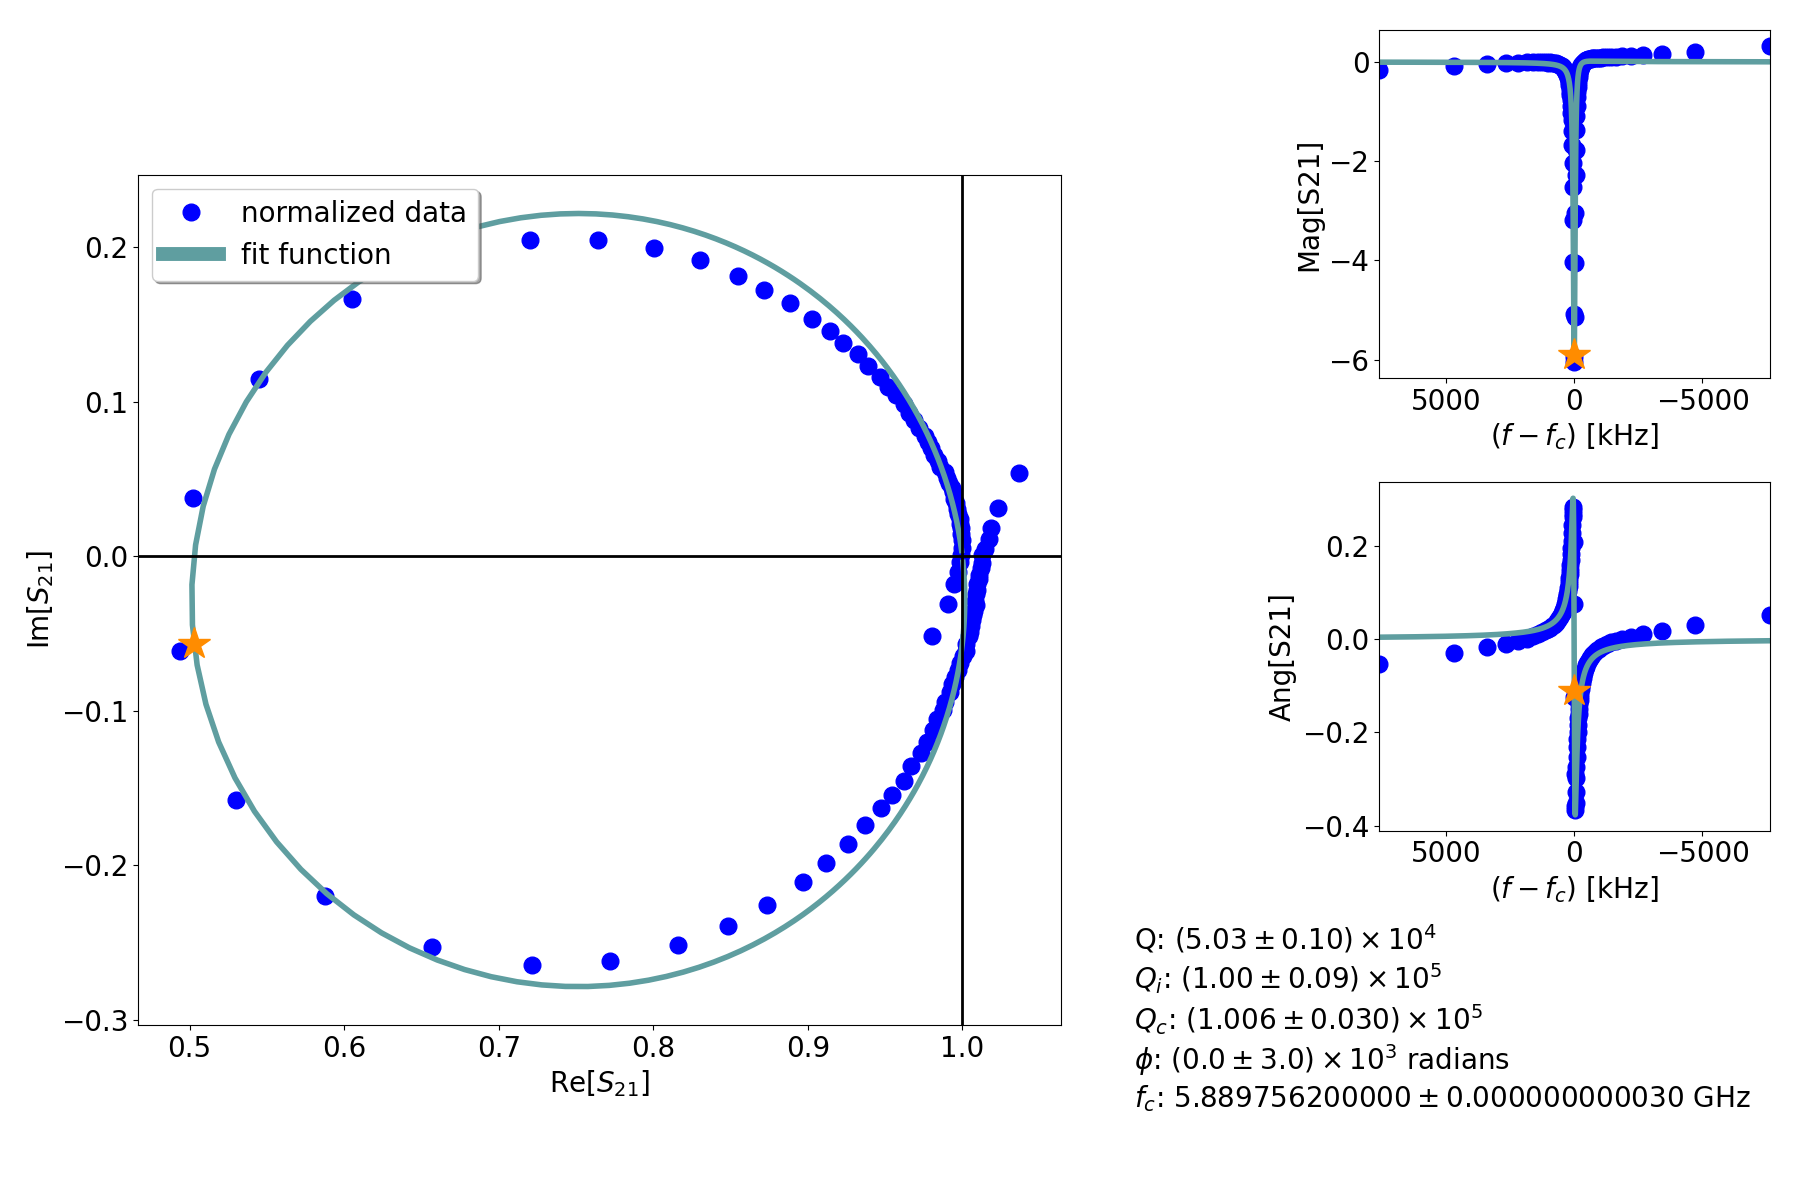 normalized data
fit function
0.2
0.1
0.0
−0.1
−0.2
−0.3
Im[S21]
0.5 0.6 0.7 0.8 0.9 1.0
Re[S21]
0
−2
−4
−6
Mag[S21]
5000 0 −5000
(f − fc) [kHz]
0.2
0.0
−0.2
−0.4
Ang[S21]
5000 0 −5000
(f − fc) [kHz]
Q: (5.03 ± 0.10) × 10^4
Qi: (1.00 ± 0.09) × 10^5
Qc: (1.006 ± 0.030) × 10^5
ϕ: (0.0 ± 3.0) × 10^3 radians
fc: 5.889756200000 ± 0.000000000030 GHz